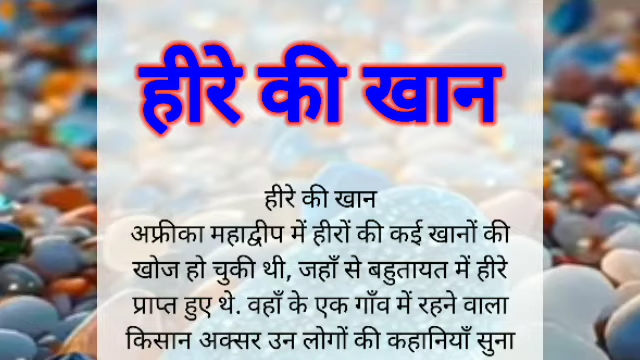 हीरे की खान
हीरे की खान
अफ्रीका महाद्वीप में हीरों की कई खानों की
खोज हो चुकी थी, जहाँ से बहुतायत में हीरे
प्राप्त हुए थे. वहाँ के एक गाँव में रहने वाला
किसान अक्सर उन लोगों की कहानियाँ सुना